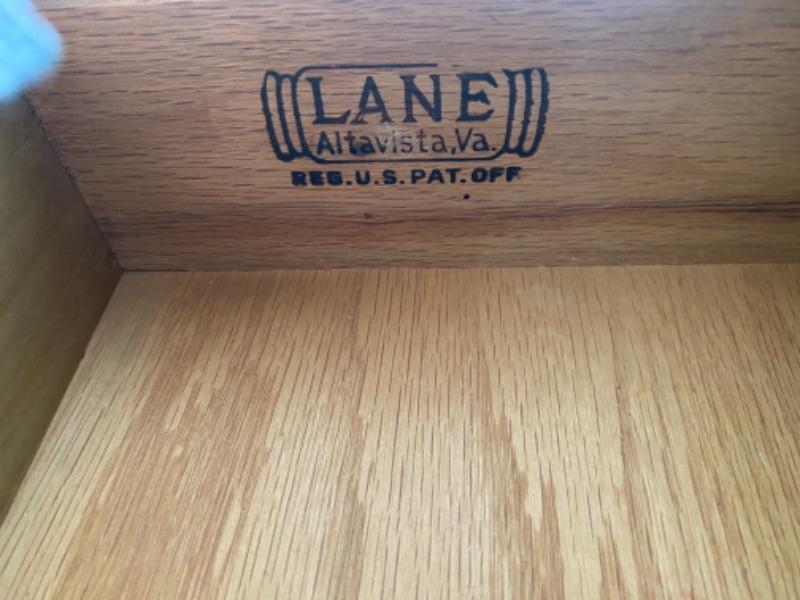 LANE
Altavista, Va.
REG. U.S. PAT. OFF